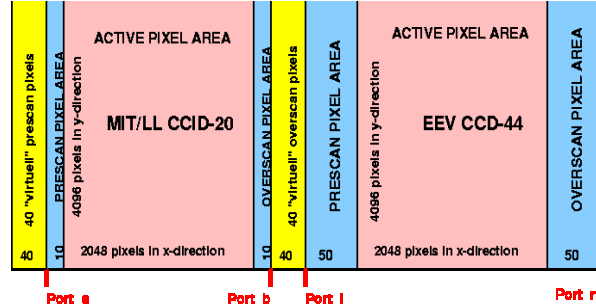 ACTIVE PIXEL AREA
MIT/LL CCID-20
2048 pixels in x-direction
4096 pixels in y-direction
40 "virtuell" prescan pixels
40
PRESCAN PIXEL AREA
10
OVERSCAN PIXEL AREA
10
40 "virtuell" overscan pixels
40
PRESCAN PIXEL AREA
50
ACTIVE PIXEL AREA
EEV CCD-44
2048 pixels in x-direction
4096 pixels in y-direction
OVERSCAN PIXEL AREA
50
Port a
Port b
Port l
Port r